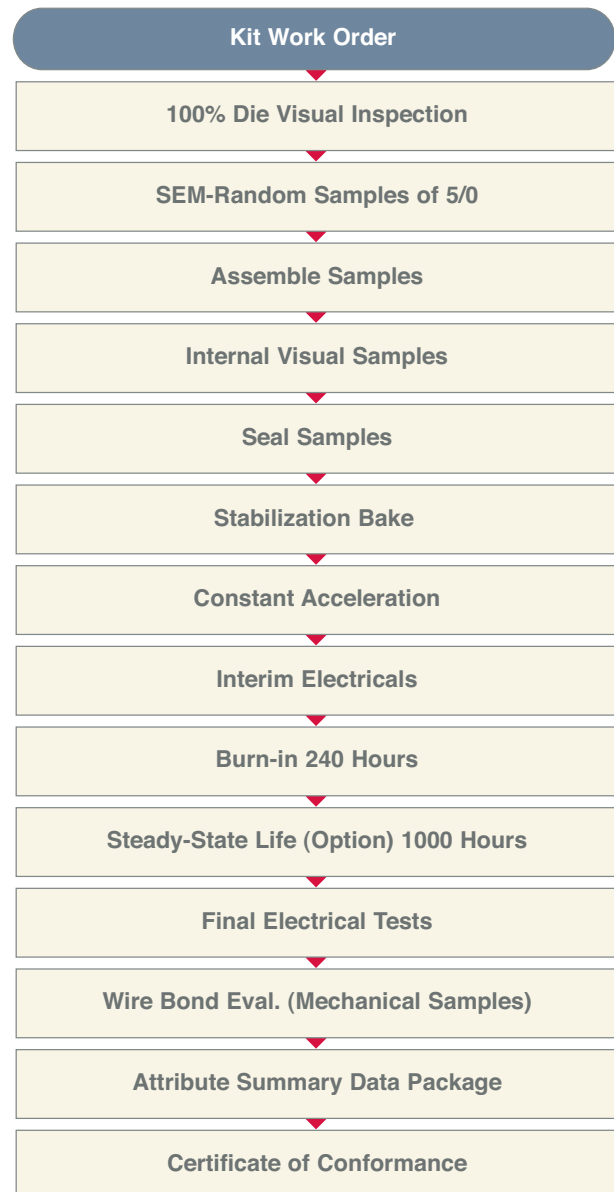 Kit Work Order
100% Die Visual Inspection
SEM-Random Samples of 5/0
Assemble Samples
Internal Visual Samples
Seal Samples
Stabilization Bake
Constant Acceleration
Interim Electricals
Burn-in 240 Hours
Steady-State Life (Option) 1000 Hours
Final Electrical Tests
Wire Bond Eval. (Mechanical Samples)
Attribute Summary Data Package
Certificate of Conformance